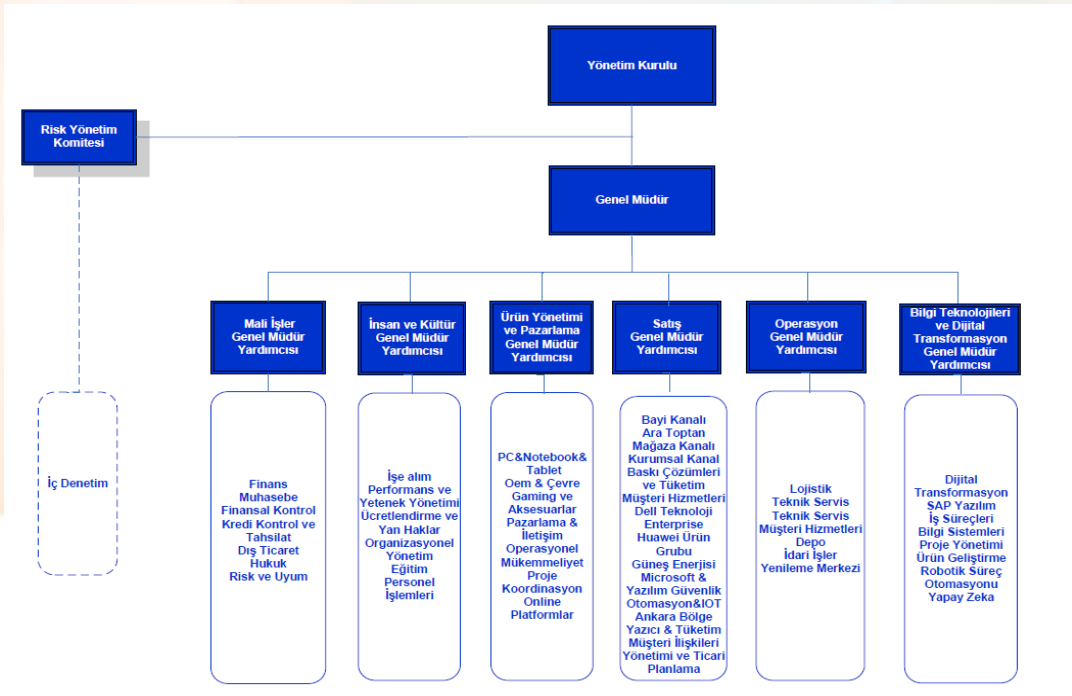 Yönetim Kurulu
Risk Yönetim
Komitesi
Genel Müdür
Mali İşler
Genel Müdür
Yardımcısı
İnsan ve Kültür
Genel Müdür
Yardımcısı
Ürün Yönetimi
ve Pazarlama
Genel Müdür
Yardımcısı
Satış
Genel Müdür
Yardımcısı
Operasyon
Genel Müdür
Yardımcısı
Bilgi Teknolojileri
ve Dijital
Transformasyon
Genel Müdür
Yardımcısı
İç Denetim
Finans
Muhasebe
Finansal Kontrol
Kredi Kontrol ve
Tahsilat
Dış Ticaret
Hukuk
Risk ve Uyum
İşe alım
Performans ve
Yetenek Yönetimi
Ücretlendirme ve
Yan Haklar
Organizasyonel
Yönetim
Eğitim
Personel
İşlemleri
PC&Notebook&
Tablet
Oem & Çevre
Gaming ve
Aksesuarlar
Pazarlama &
İletişim
Operasyonel
Mükemmeliyet
Proje
Koordinasyon
Online
Platformlar
Bayi Kanalı
Ara Toptan
Mağaza Kanalı
Kurumsal Kanal
Baskı Çözümleri
ve Tüketim
Müşteri Hizmetleri
Dell Teknoloji
Enterprise
Huawei Ürün
Grubu
Güneş Enerjisi
Microsoft &
Yazılım Güvenlik
Otomasyon&IOT
Ankara Bölge
Yazıcı & Tüketim
Müşteri İlişkileri
Yönetimi ve Ticari
Planlama
Lojistik
Teknik Servis
Teknik Servis
Müşteri Hizmetleri
Depo
İdari İşler
Yenileme Merkezi
Dijital
Transformasyon
SAP Yazılım
İş Süreçleri
Bilgi Sistemleri
Proje Yönetimi
Ürün Geliştirme
Robotik Süreç
Otomasyonu
Yapay Zeka